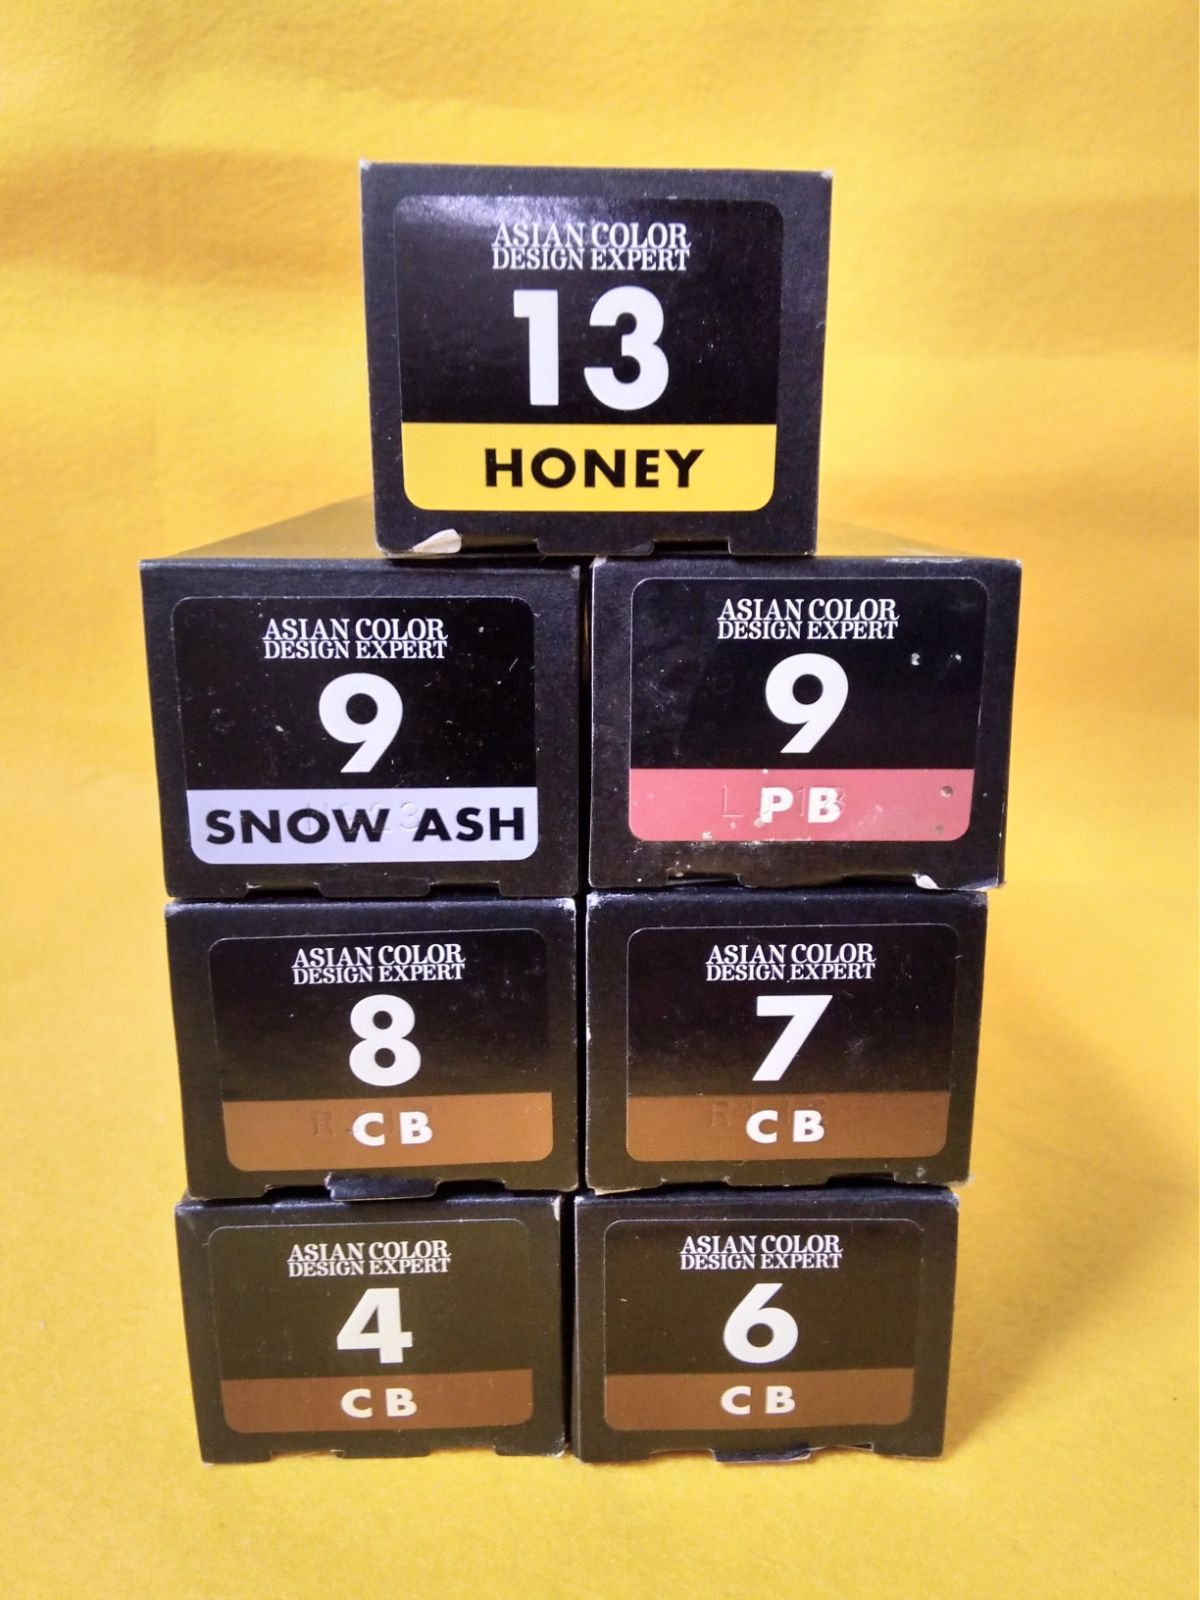 ASIAN COLOR
DESIGN EXPERT
13
HONEY
ASIAN COLOR
DESIGN EXPERT
9
SNOW ASH
ASIAN COLOR
DESIGN EXPERT
9
PB
ASIAN COLOR
DESIGN EXPERT
8
CB
ASIAN COLOR
DESIGN EXPERT
7
CB
ASIAN COLOR
DESIGN EXPERT
4
CB
ASIAN COLOR
DESIGN EXPERT
6
CB